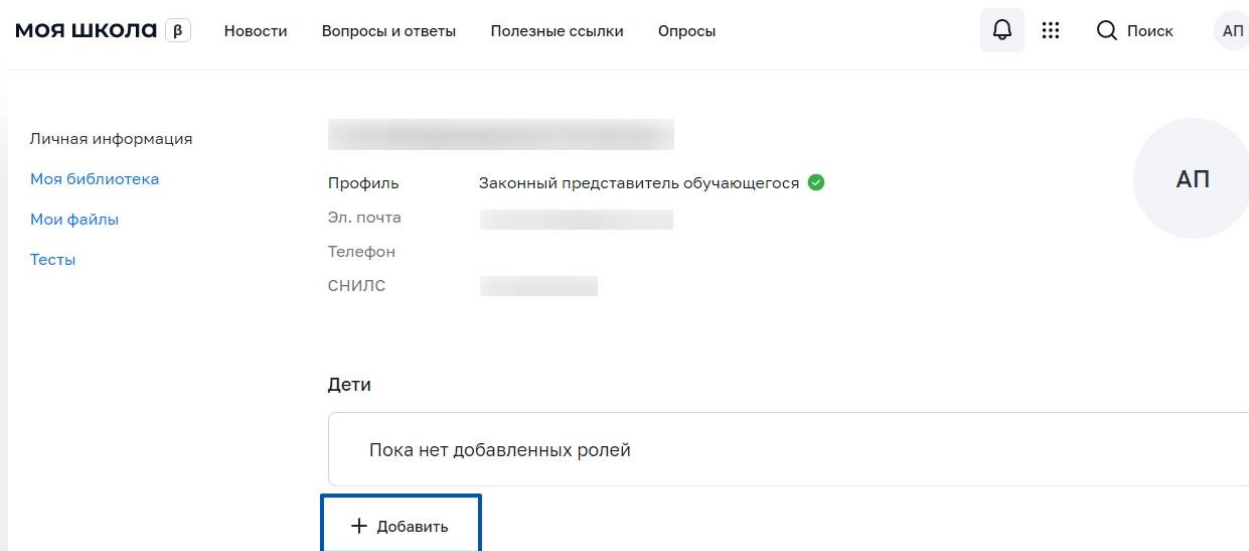 моя школа β Новости Вопросы и ответы Полезные ссылки Опросы Поиск АП
Личная информация
Моя библиотека
Мои файлы
Тесты
АП
Профиль Законный представитель обучающегося
Эл. почта
Телефон
СНИЛС
Дети
Пока нет добавленных ролей
+ Добавить